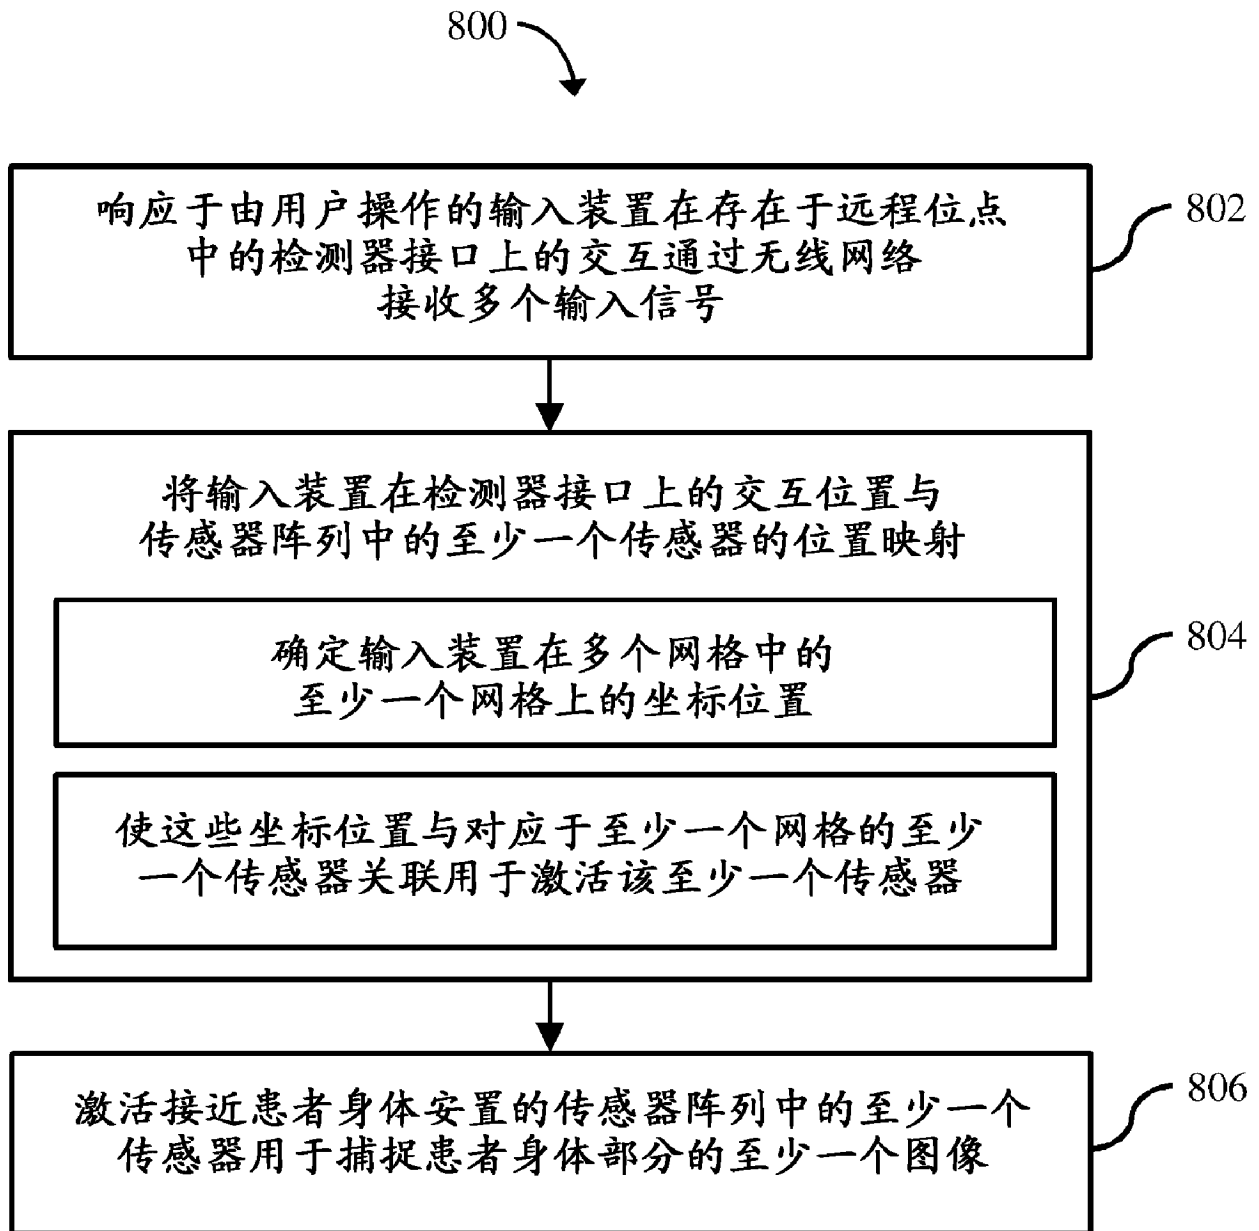 800
响应于由用户操作的输入装置在存在于远程位点
中的检测器接口上的交互通过无线网络
接收多个输入信号
802
将输入装置在检测器接口上的交互位置与
传感器阵列中的至少一个传感器的位置映射
确定输入装置在多个网格中的
至少一个网格上的坐标位置
804
使这些坐标位置与对应于至少一个网格的至少
一个传感器关联用于激活该至少一个传感器
激活接近患者身体安置的传感器阵列中的至少一个
传感器用于捕捉患者身体部分的至少一个图像
806